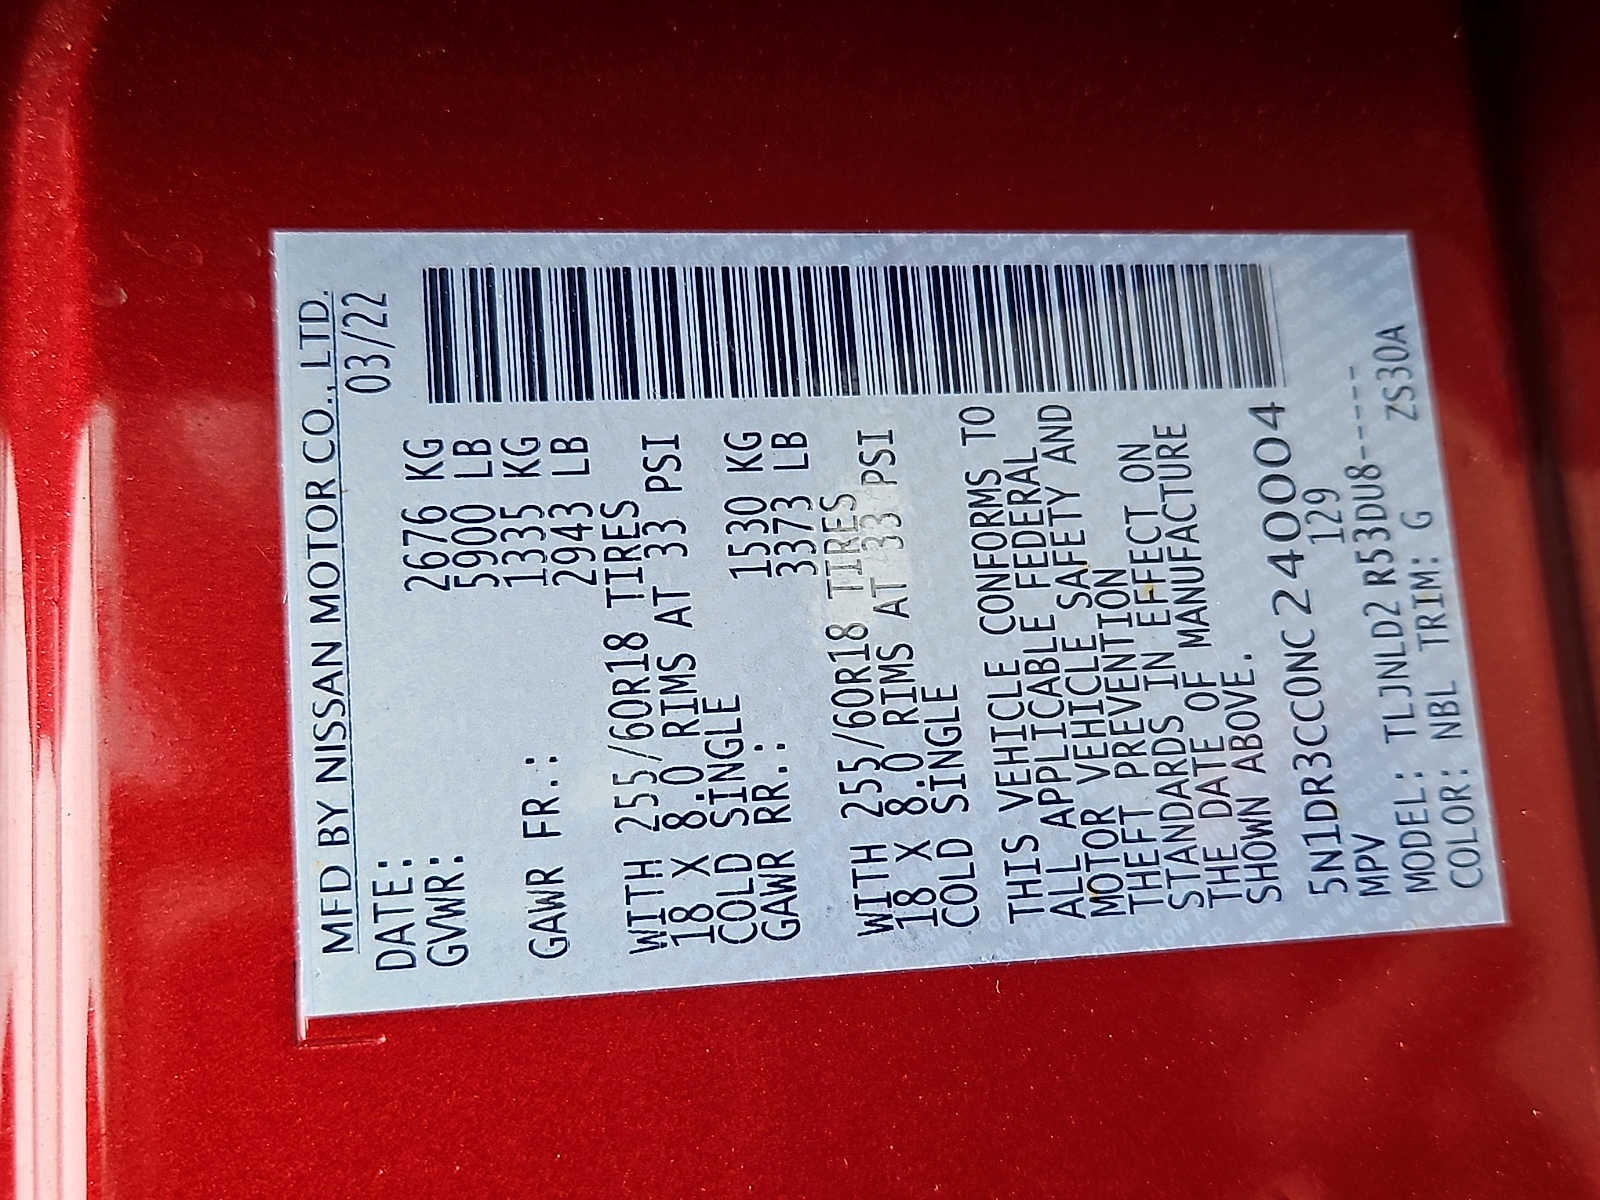 MFD BY NISSAN MOTOR CO., LTD.
DATE: 03/22
GVWR: 2676 KG
5900 LB
GAWR FR.: 1335 KG
2943 LB
WITH 255/60R18 TIRES
18 X 8.0 RIMS AT 33 PSI
COLD SINGLE
GAWR RR.: 1530 KG
3373 LB
WITH 255/60R18 TIRES
18 X 8.0 RIMS AT 33 PSI
COLD SINGLE
THIS VEHICLE CONFORMS TO
ALL APPLICABLE FEDERAL
MOTOR VEHICLE SAFETY AND
THEFT PREVENTION
STANDARDS IN EFFECT ON
THE DATE OF MANUFACTURE
SHOWN ABOVE.
5N1DR3CC0NC240004
MPV 129
MODEL: TLJNLD2 R53DU8-----
COLOR: NBL TRIM: G ZS30A